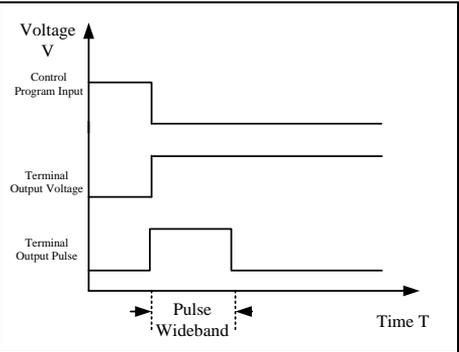 Voltage
V
Control
Program Input
Terminal
Output Voltage
Terminal
Output Pulse
Pulse
Wideband
Time T